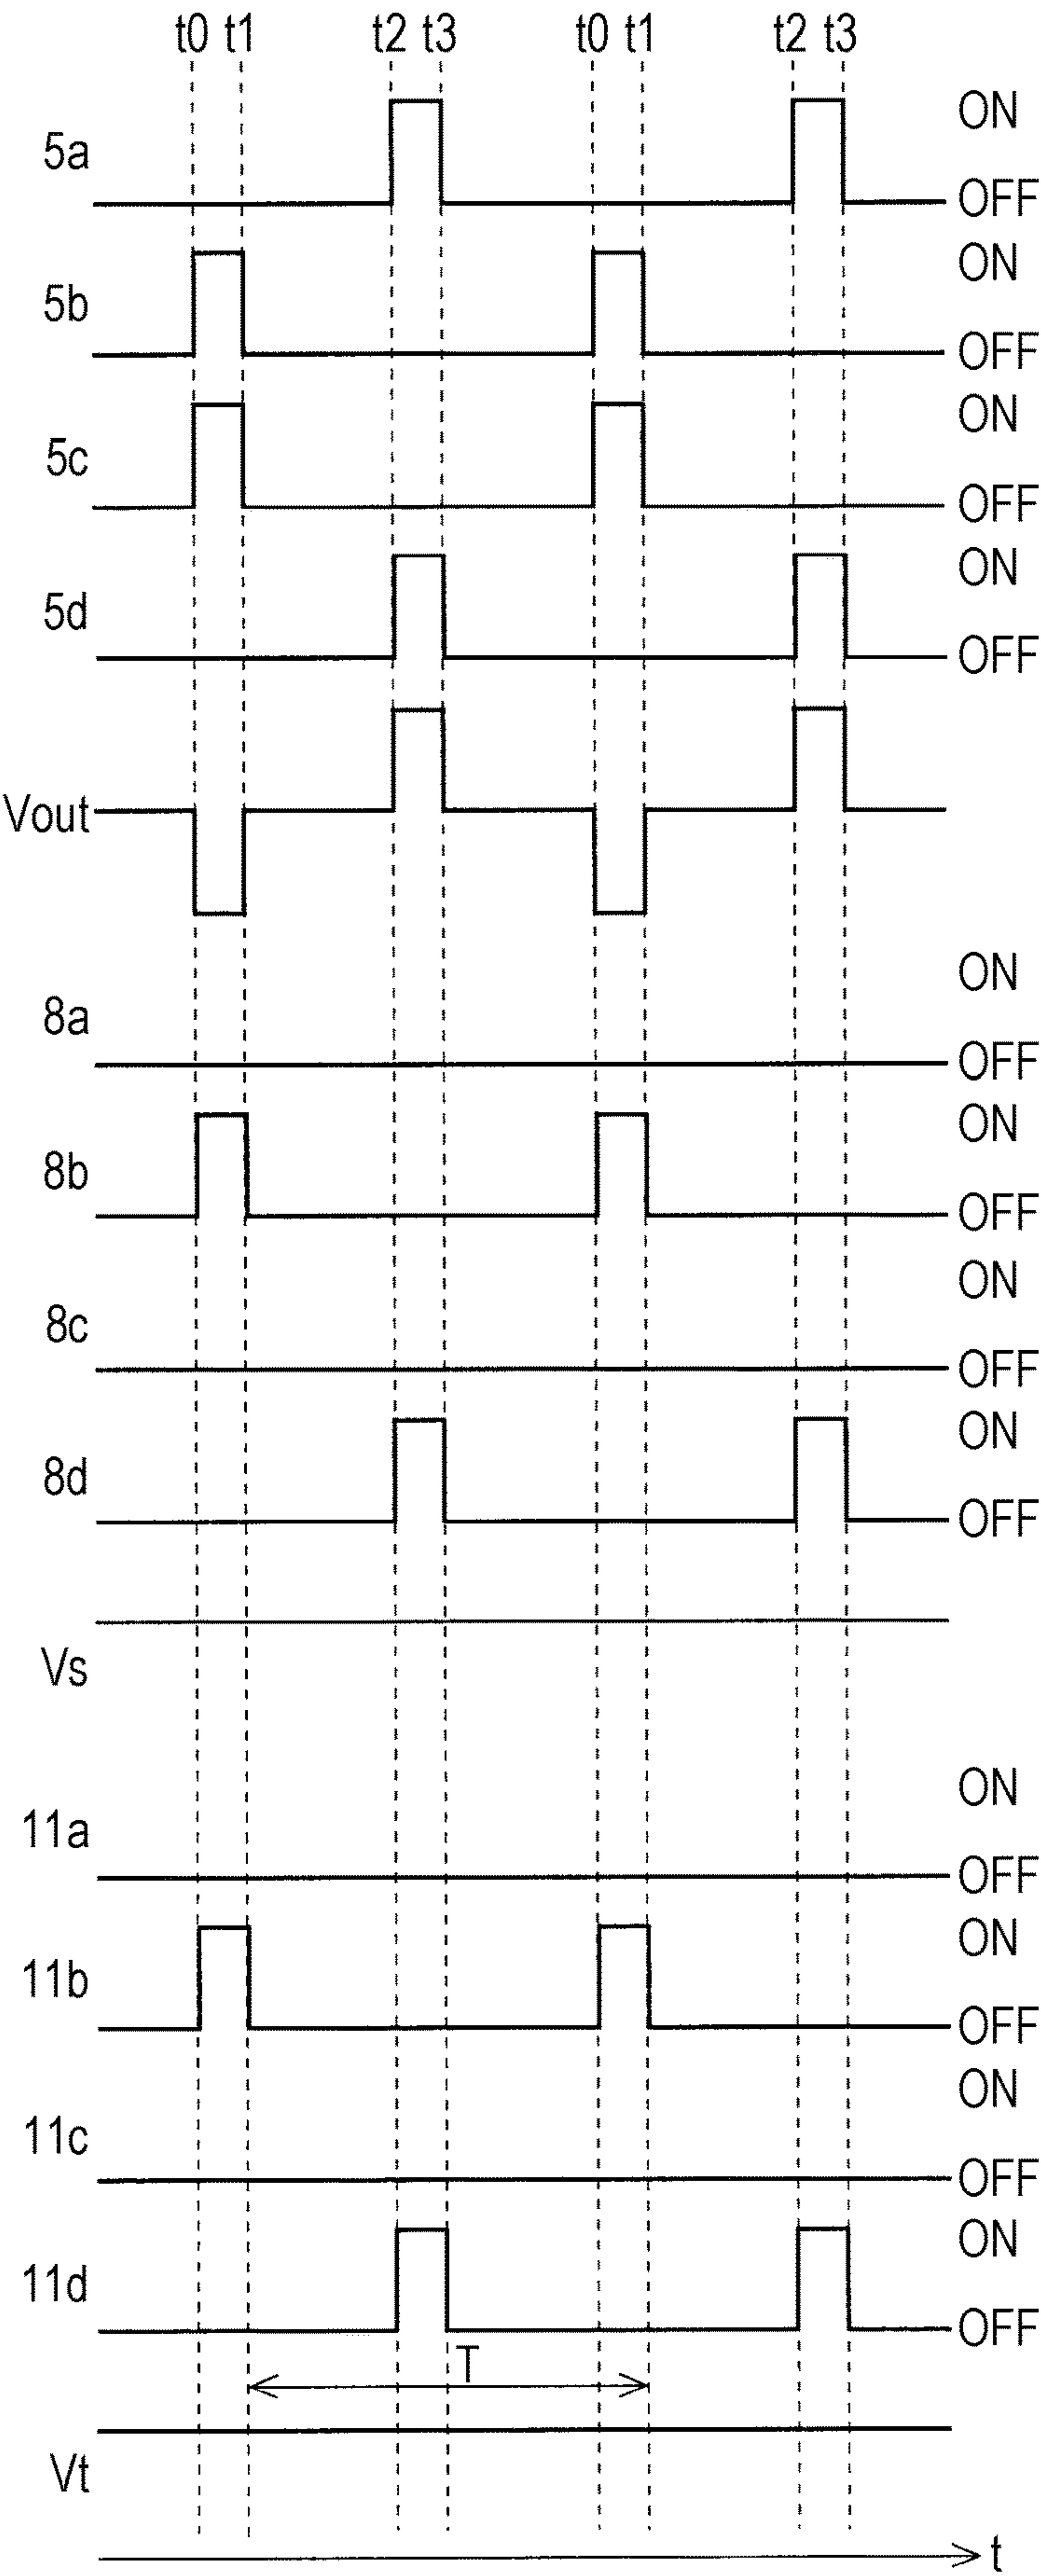 t0 t1 t2 t3 t0 t1 t2 t3
5a ON
OFF
5b ON
OFF
5c ON
OFF
5d ON
OFF
Vout
8a ON
OFF
8b ON
OFF
8c ON
OFF
8d ON
OFF
Vs
11a ON
OFF
11b ON
OFF
11c ON
OFF
11d ON
OFF
T
Vt
t